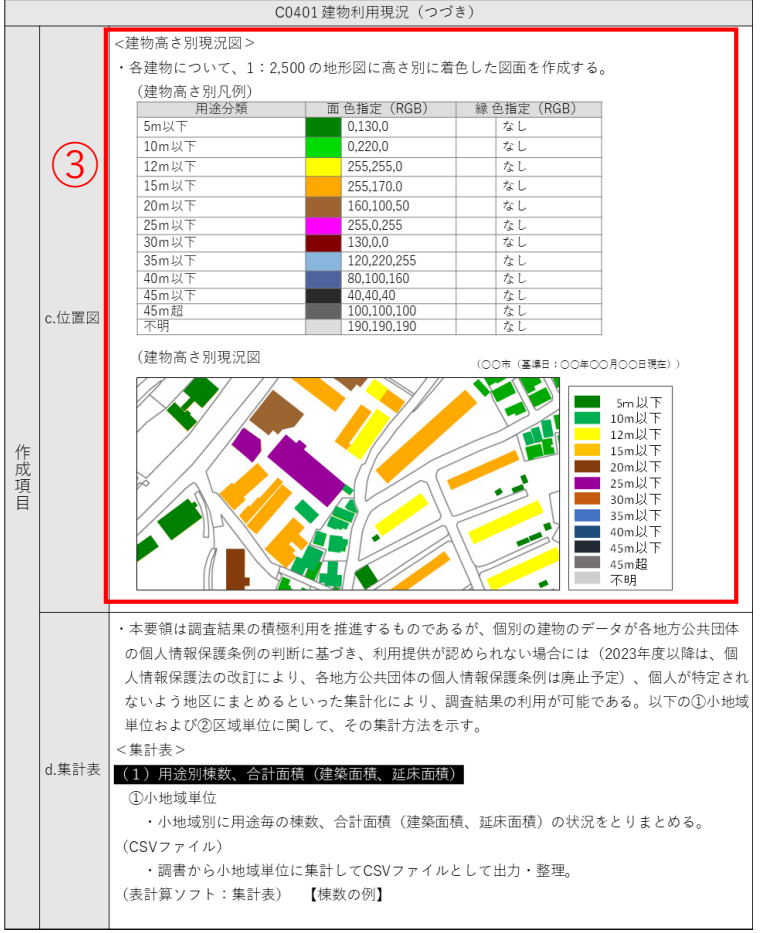 C0401 建物利用現況（つづき）
作成項目
③
c.位置図
＜建物高さ別現況図＞
・各建物について、1：2,500 の地形図に高さ別に着色した図面を作成する。
（建物高さ別凡例）
用途分類 面 色指定（RGB） 縁 色指定（RGB）
5m以下 0,130,0 なし
10m以下 0,220,0 なし
12m以下 255,255,0 なし
15m以下 255,170.0 なし
20m以下 160,100,50 なし
25m以下 255,0,255 なし
30m以下 130,0,0 なし
35m以下 120,220,255 なし
40m以下 80,100,160 なし
45m以下 40,40,40 なし
45m超 100,100,100 なし
不明 190,190,190 なし
（建物高さ別現況図
（〇〇市（基準日：〇〇年〇〇月〇〇日現在））
5m以下
10m以下
12m以下
15m以下
20m以下
25m以下
30m以下
35m以下
40m以下
45m以下
45m超
不明
d.集計表
・本要領は調査結果の積極利用を推進するものであるが、個別の建物のデータが各地方公共団体
の個人情報保護条例の判断に基づき、利用提供が認められない場合には（2023年度以降は、個
人情報保護法の改訂により、各地方公共団体の個人情報保護条例は廃止予定）、個人が特定され
ないよう地区にまとめるといった集計化により、調査結果の利用が可能である。以下の①小地域
単位および②区域単位に関して、その集計方法を示す。
＜集計表＞
（１）用途別棟数、合計面積（建築面積、延床面積）
①小地域単位
・小地域別に用途毎の棟数、合計面積（建築面積、延床面積）の状況をとりまとめる。
（CSVファイル）
・調書から小地域単位に集計してCSVファイルとして出力・整理。
（表計算ソフト：集計表） 【棟数の例】